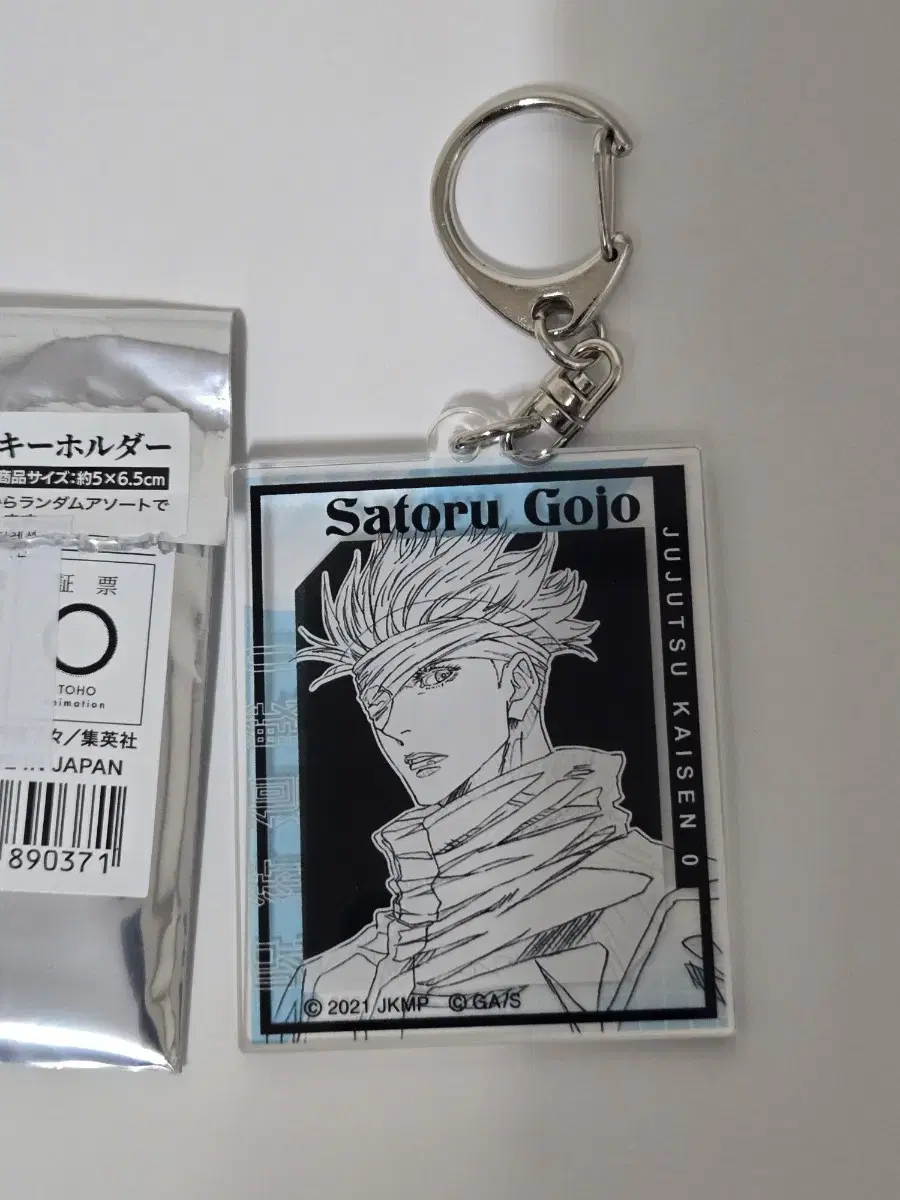 キーホルダー
商品サイズ:約5×6.5cm
からランダムアソートで
証票
TOHO
animation
々/集英社
JAPAN
890371
Satoru Gojo
JUJUTSU KAISEN 0
© 2021 JKMP © GA/S